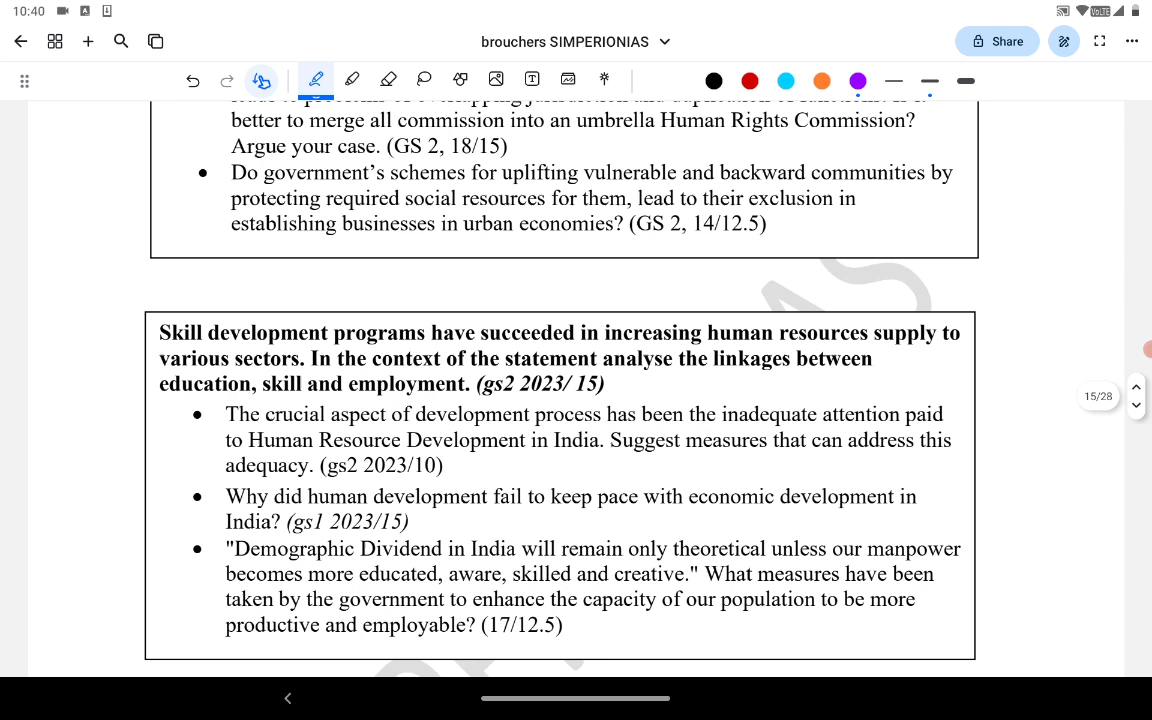 10:40
VoLTE
brouchers SIMPERIONIAS
Share
better to merge all commission into an umbrella Human Rights Commission?
Argue your case. (GS 2, 18/15)
• Do government's schemes for uplifting vulnerable and backward communities by
protecting required social resources for them, lead to their exclusion in
establishing businesses in urban economies? (GS 2, 14/12.5)
Skill development programs have succeeded in increasing human resources supply to
various sectors. In the context of the statement analyse the linkages between
education, skill and employment. (gs2 2023/ 15)
• The crucial aspect of development process has been the inadequate attention paid
to Human Resource Development in India. Suggest measures that can address this
adequacy. (gs2 2023/10)
15/28
• Why did human development fail to keep pace with economic development in
India? (gs1 2023/15)
• "Demographic Dividend in India will remain only theoretical unless our manpower
becomes more educated, aware, skilled and creative." What measures have been
taken by the government to enhance the capacity of our population to be more
productive and employable? (17/12.5)